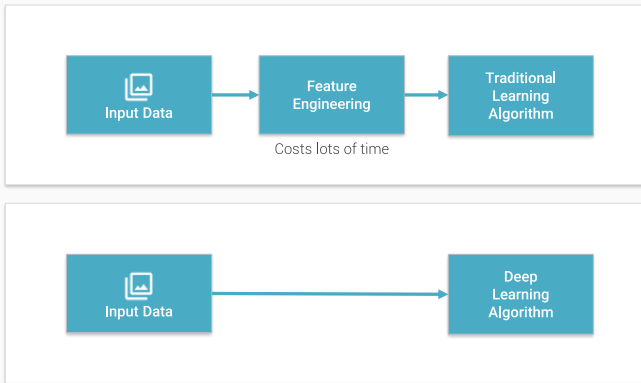 Input Data
Feature
Engineering
Traditional
Learning
Algorithm
Costs lots of time
Input Data
Deep
Learning
Algorithm